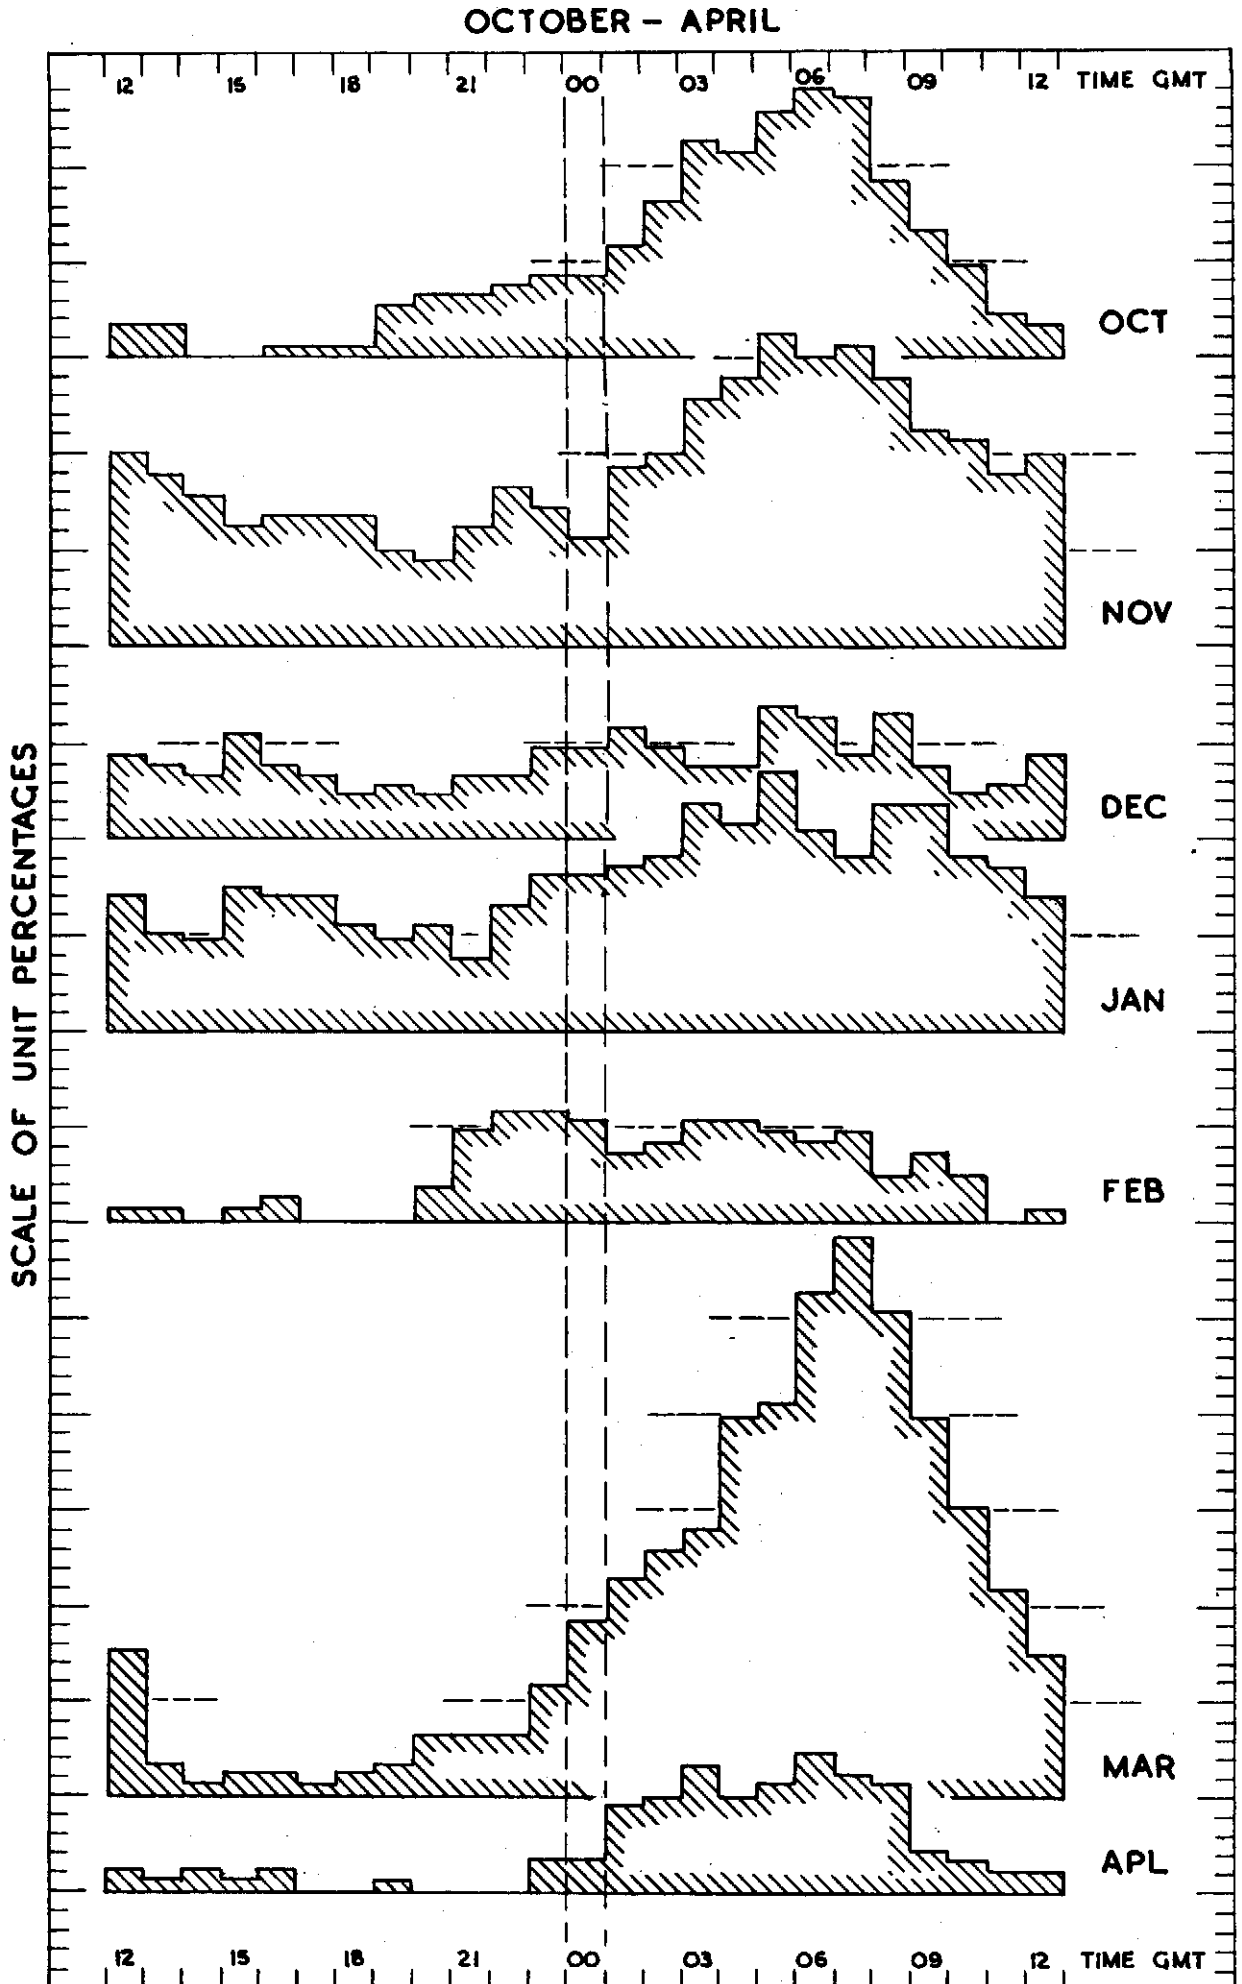 OCTOBER – APRIL
12 15 18 21 00 03 06 09 12 TIME GMT
OCT
NOV
DEC
JAN
FEB
MAR
APL
SCALE OF UNIT PERCENTAGES
12 15 18 21 00 03 06 09 12 TIME GMT